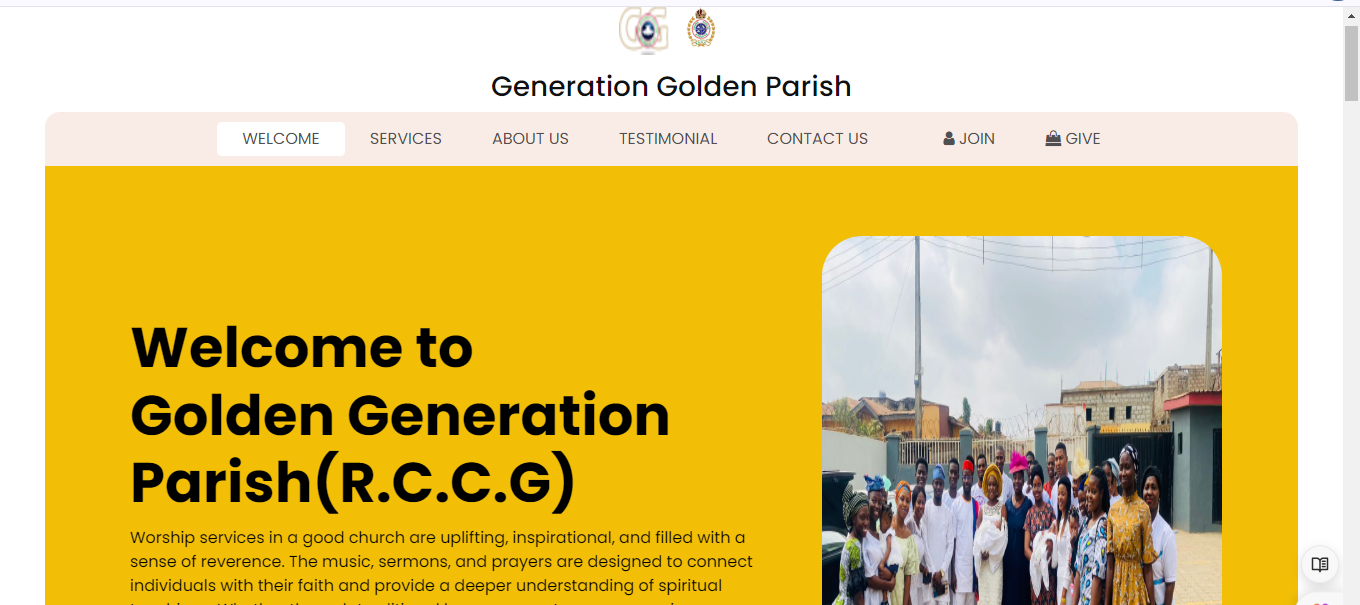 Generation Golden Parish
WELCOME SERVICES ABOUT US TESTIMONIAL CONTACT US JOIN GIVE
Welcome to
Golden Generation
Parish(R.C.C.G)
Worship services in a good church are uplifting, inspirational, and filled with a
sense of reverence. The music, sermons, and prayers are designed to connect
individuals with their faith and provide a deeper understanding of spiritual